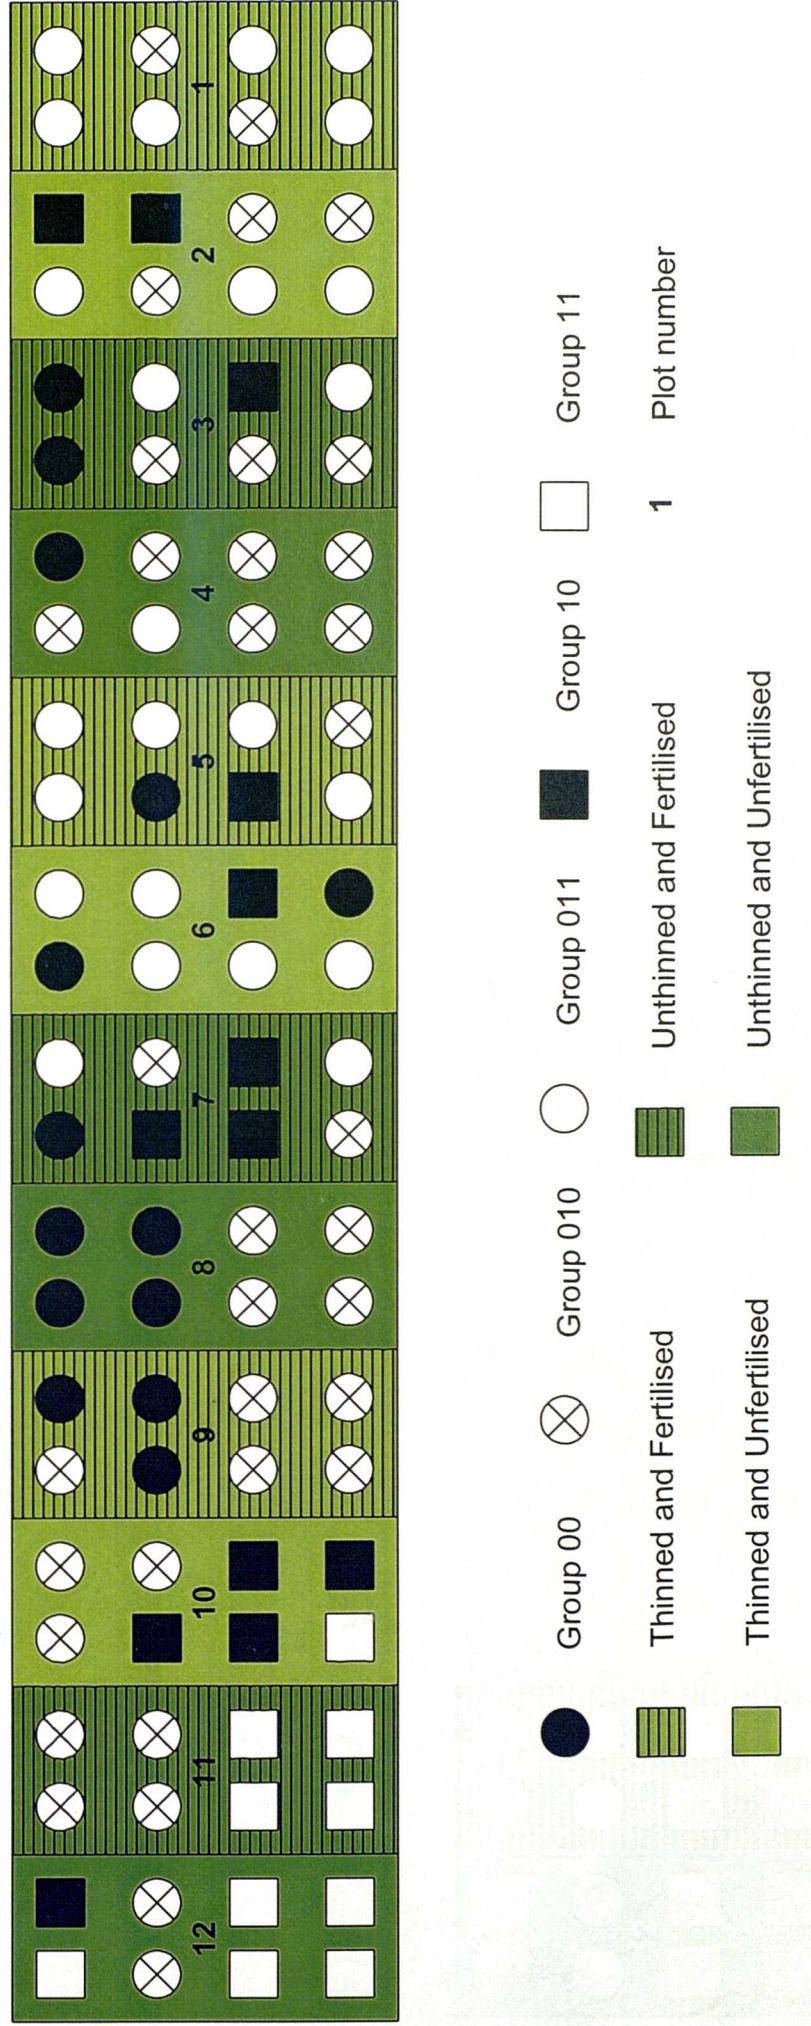 12 11 10 9 8 7 6 5 4 3 2 1
Group 00 Group 010 Group 011 Group 10 Group 11
Thinned and Fertilised Unthinned and Fertilised 1 Plot number
Thinned and Unfertilised Unthinned and Unfertilised